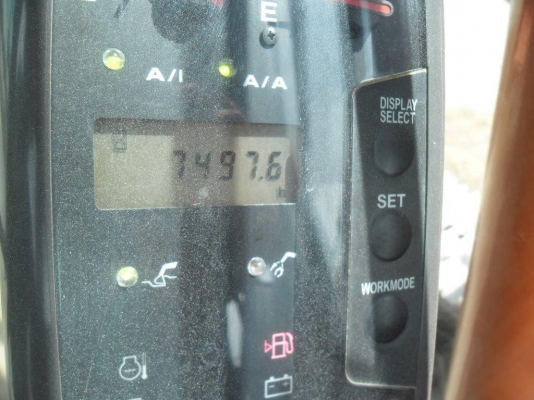 E
A/I A/A
DISPLAY
SELECT
7497.6
h
SET
WORKMODE